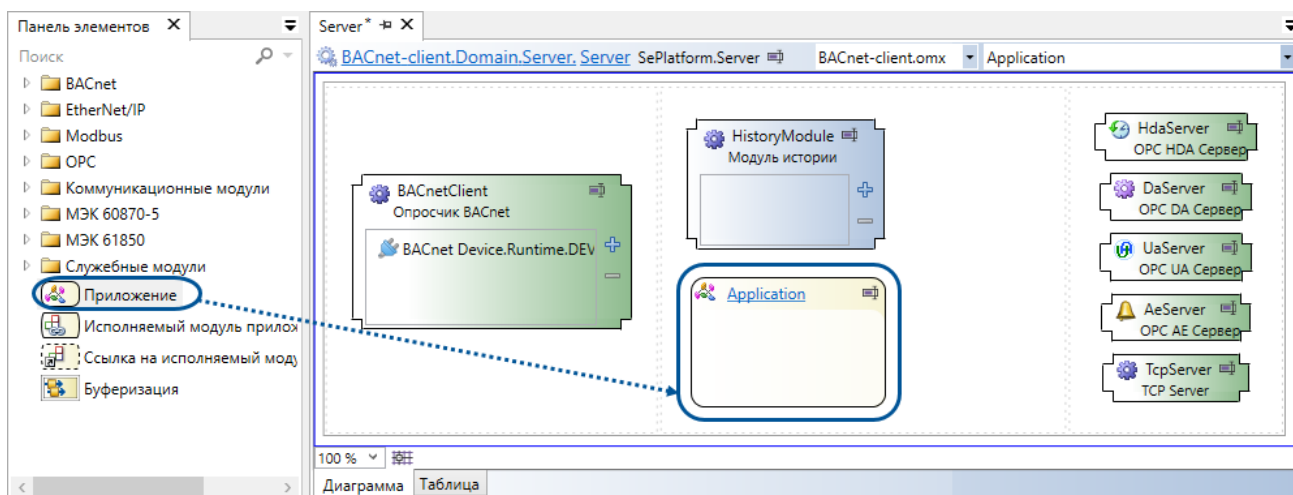 Панель элементов
Поиск
BACnet
EtherNet/IP
Modbus
OPC
Коммуникационные модули
МЭК 60870-5
МЭК 61850
Служебные модули
Приложение
Исполняемый модуль прилож
Ссылка на исполняемый моду
Буферизация
Server*
BACnet-client.Domain.Server. Server SePlatform.Server BACnet-client.omx Application
BACnetClient
Опросчик BACnet
BACnet Device.Runtime.DEV
HistoryModule
Модуль истории
Application
HdaServer
OPC HDA Сервер
DaServer
OPC DA Сервер
UaServer
OPC UA Сервер
AeServer
OPC AE Сервер
TcpServer
TCP Server
100 %
Диаграмма Таблица